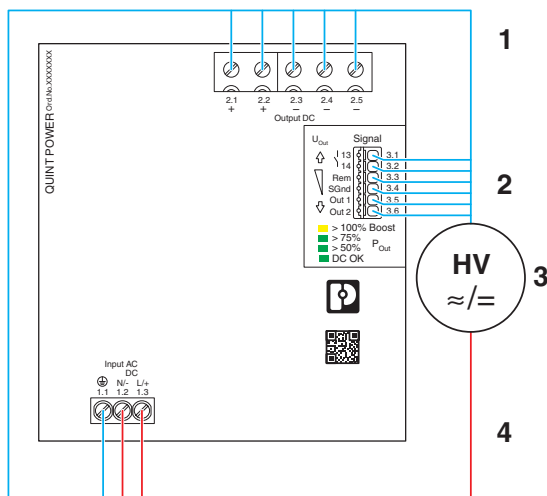 1
QUINT POWER Ord.No.XXXXXXX
2.1 2.2 2.3 2.4 2.5
+ + – – –
Output DC
UOut Signal
13 3.1
14 3.2
Rem 3.3
SGnd 3.4
Out 1 3.5
Out 2 3.6
2
> 100% Boost
> 75%
> 50%
POut
DC OK
HV
≈/=
3
Input AC
DC
N/- L/+
1.1 1.2 1.3
4